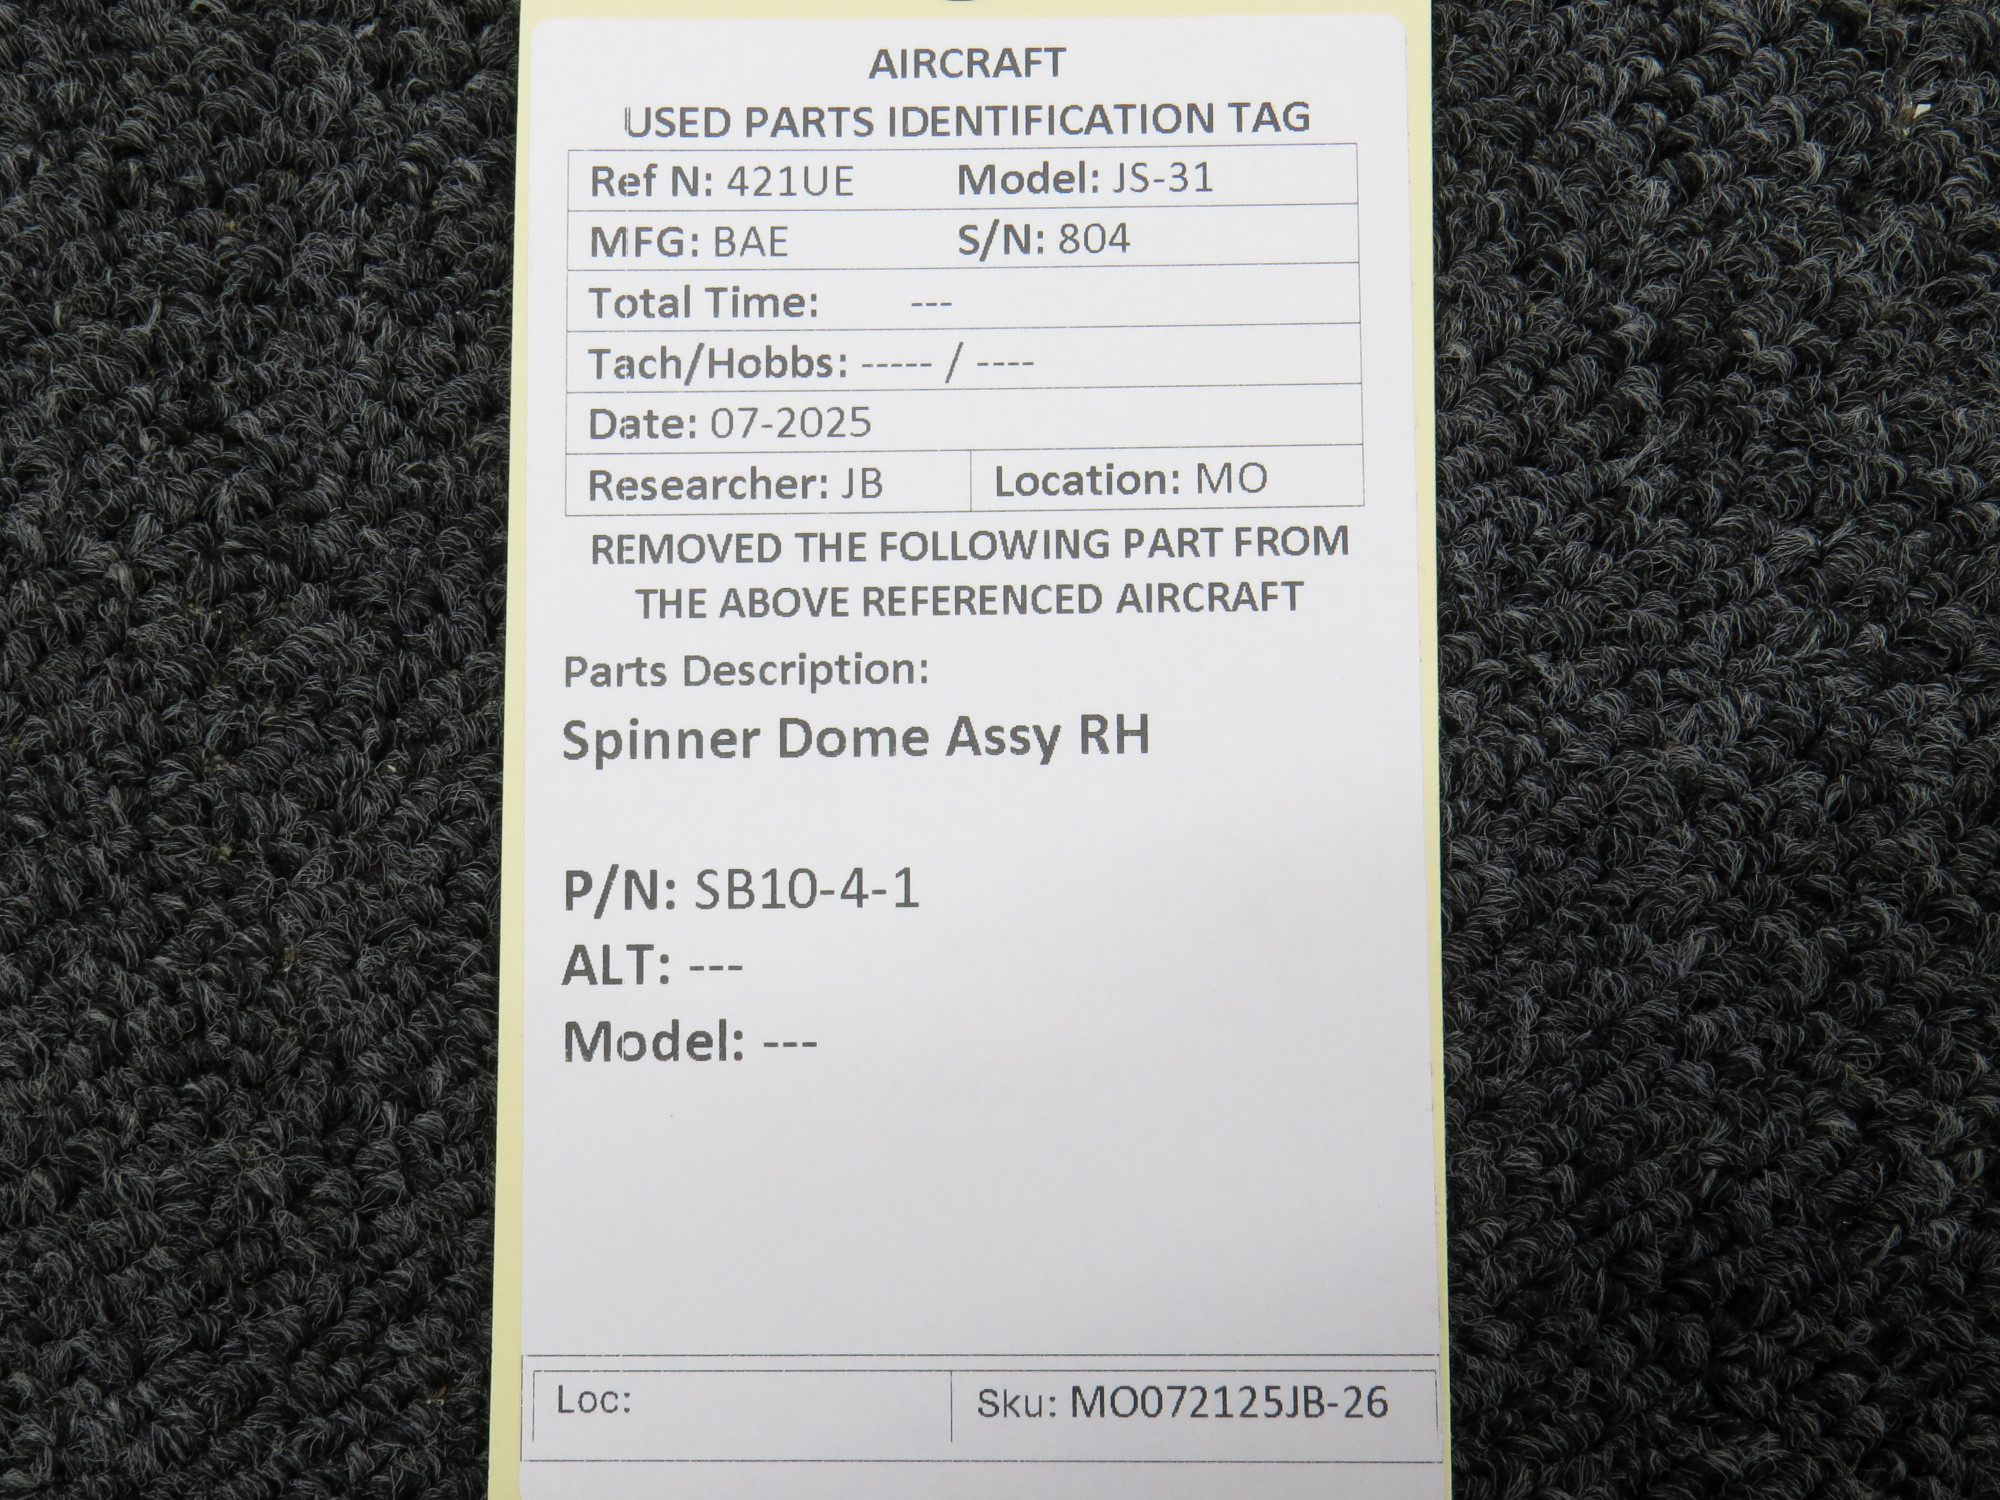 AIRCRAFT
USED PARTS IDENTIFICATION TAG
Ref N: 421UE Model: JS-31
MFG: BAE S/N: 804
Total Time: ---
Tach/Hobbs: ----- / ----
Date: 07-2025
Researcher: JB Location: MO
REMOVED THE FOLLOWING PART FROM
THE ABOVE REFERENCED AIRCRAFT
Parts Description:
Spinner Dome Assy RH
P/N: SB10-4-1
ALT: ---
Model: ---
Loc: Sku: MO072125JB-26